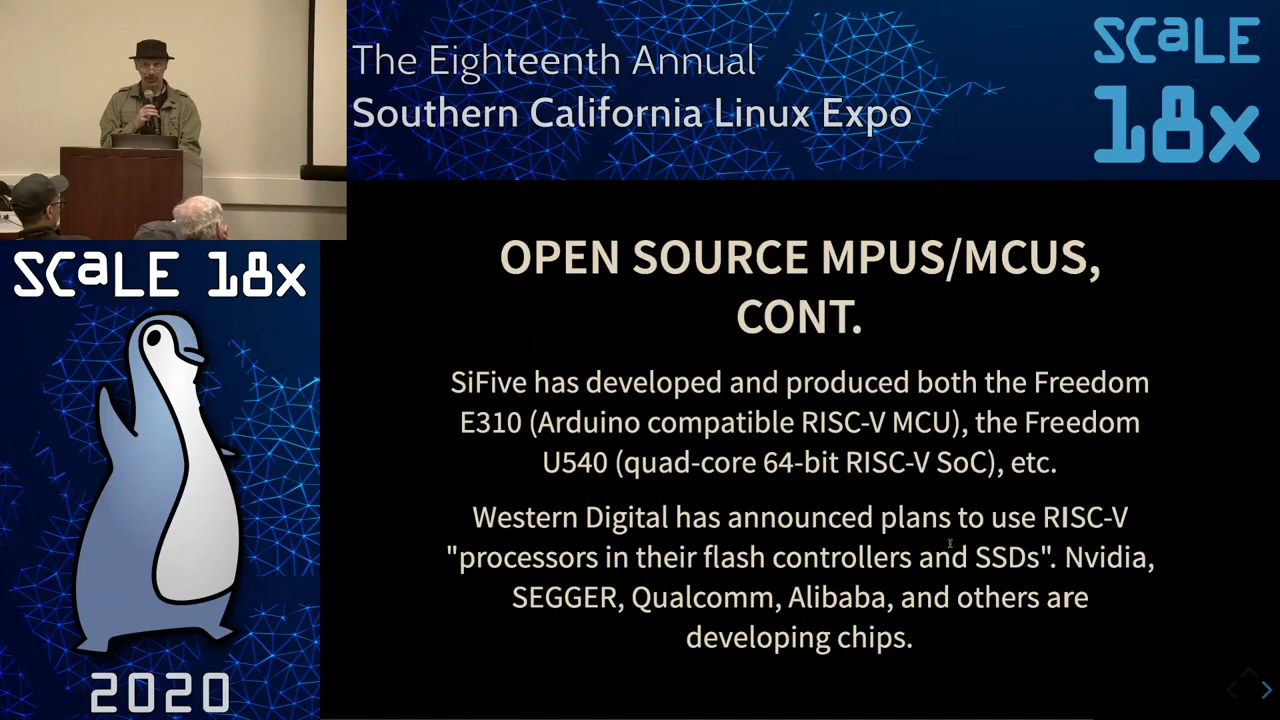 The Eighteenth Annual
Southern California Linux Expo
SCaLE
18x
SCaLE 18x
2020
OPEN SOURCE MPUS/MCUS,
CONT.
SiFive has developed and produced both the Freedom
E310 (Arduino compatible RISC-V MCU), the Freedom
U540 (quad-core 64-bit RISC-V SoC), etc.
Western Digital has announced plans to use RISC-V
"processors in their flash controllers and SSDs". Nvidia,
SEGGER, Qualcomm, Alibaba, and others are
developing chips.